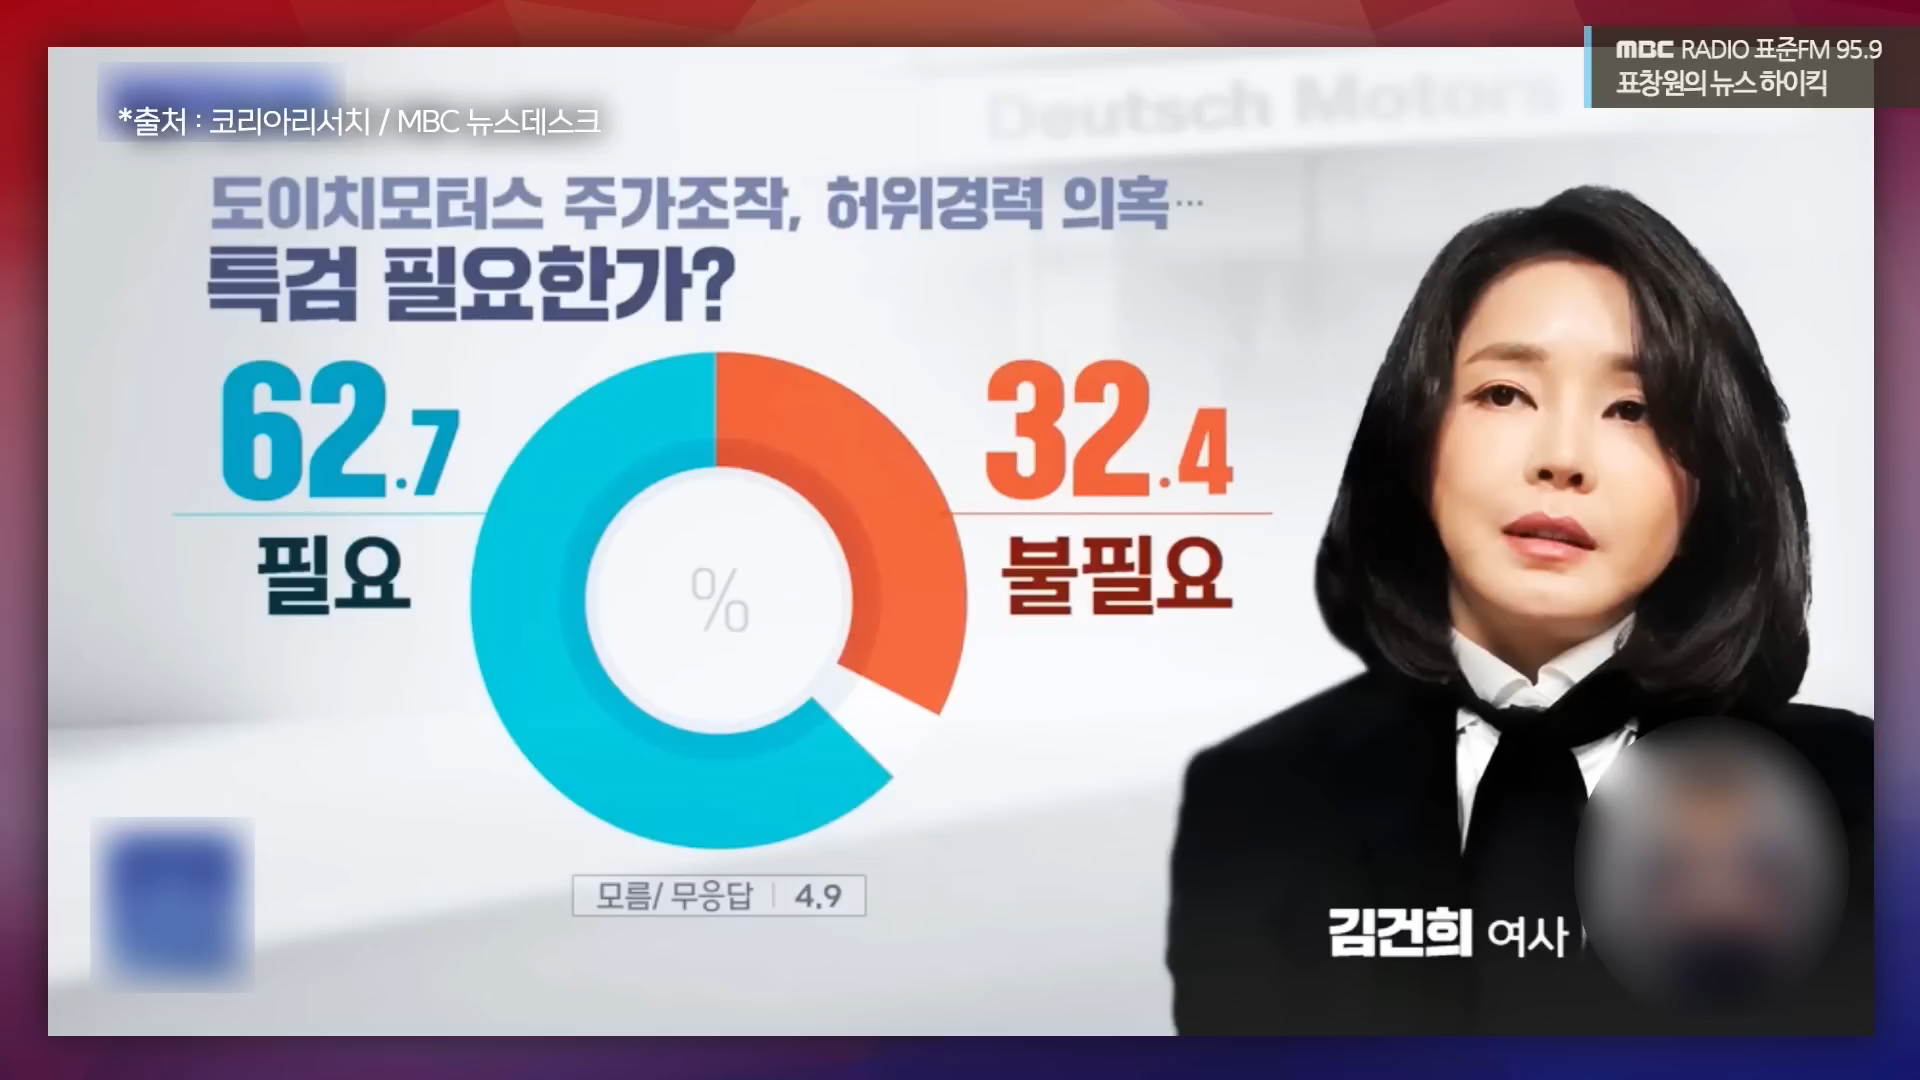 MBC RADIO 표준FM 95.9
표창원의 뉴스 하이킥
*출처 : 코리아리서치 / MBC 뉴스데스크
Deutsch Motors
도이치모터스 주가조작, 허위경력 의혹…
특검 필요한가?
62.7
필요
32.4
불필요
%
모름/ 무응답 | 4.9
김건희 여사